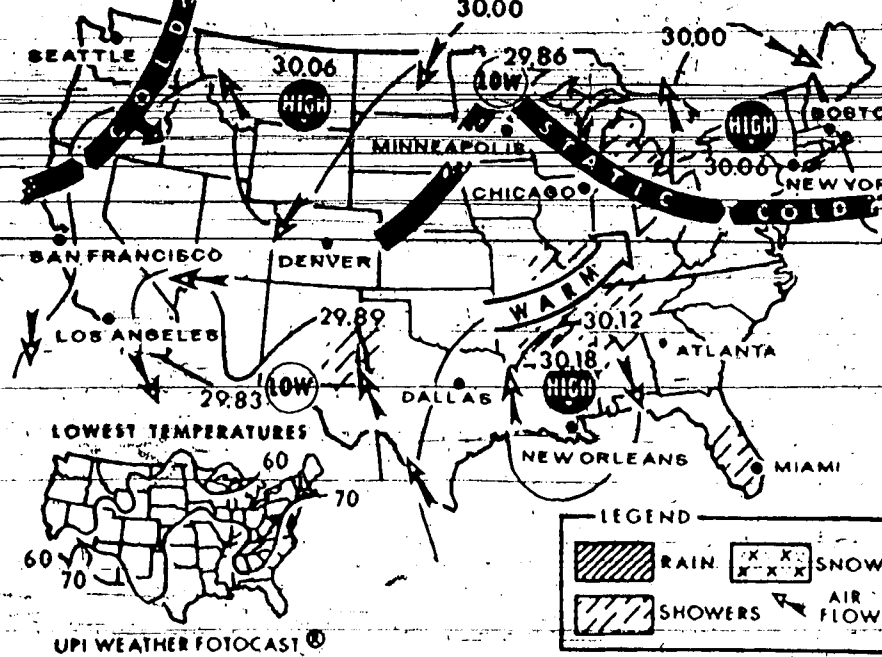 30.00
SEATTLE
COLD
30.06
HIGH
29.86
LOW
30.00
HIGH
BOSTO
30.06
MINNEAPOLIS
STATIC
COLD
CHICAGO
NEW YOR
SAN FRANCISCO
DENVER
WARM
LOS ANGELES
29.89
30.12
ATLANTA
30.18
HIGH
29.83
LOW
DALLAS
LOWEST TEMPERATURES
NEW ORLEANS
MIAMI
60
70
60
70
LEGEND
RAIN
SNOW
SHOWERS
AIR
FLOW
UPI WEATHER FOTOCAST ®